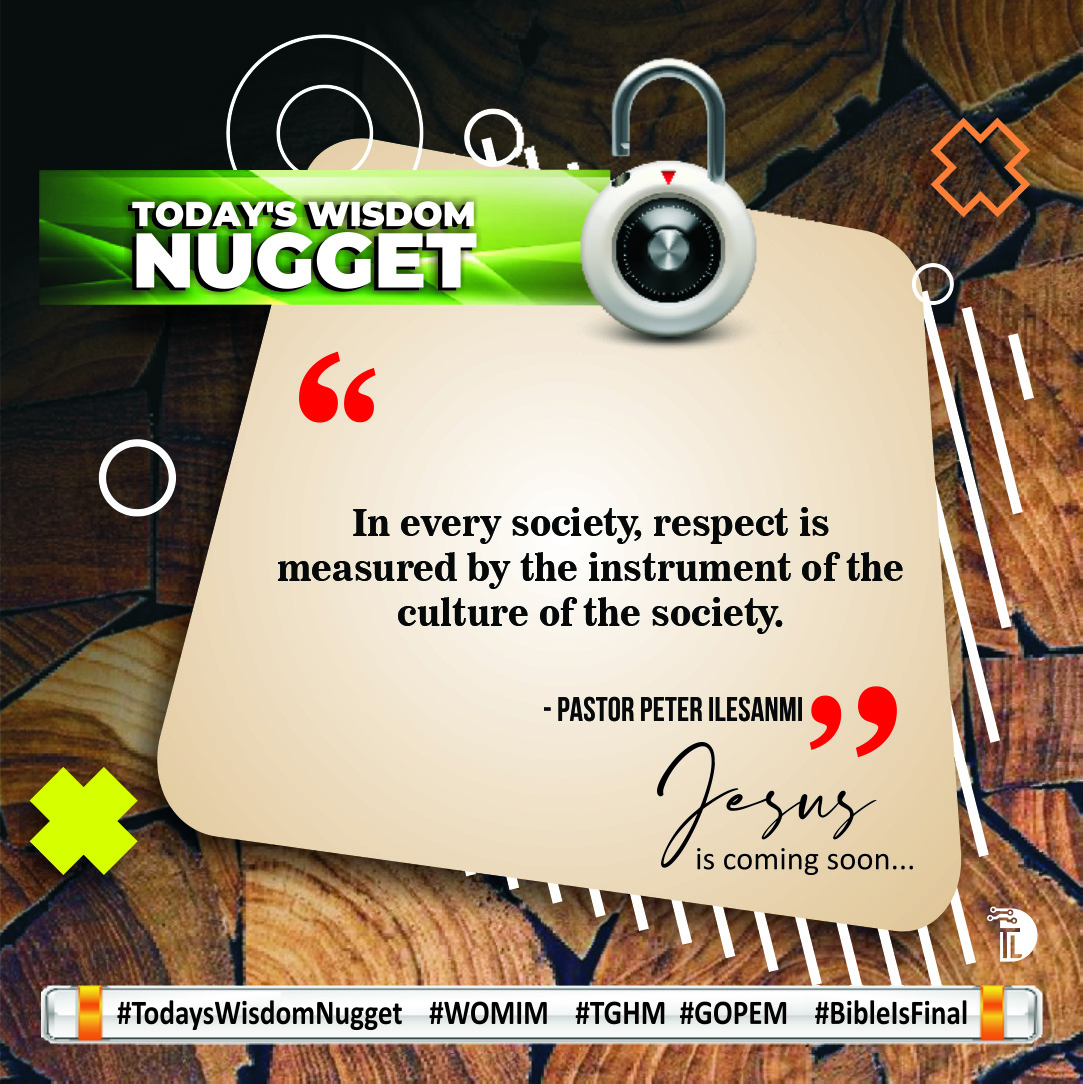 TODAY'S WISDOM
NUGGET
“
In every society, respect is
measured by the instrument of the
culture of the society.
- PASTOR PETER ILESANMI ”
Jesus
is coming soon...
TL
#TodaysWisdomNugget #WOMIM #TGHM #GOPEM #BibleIsFinal